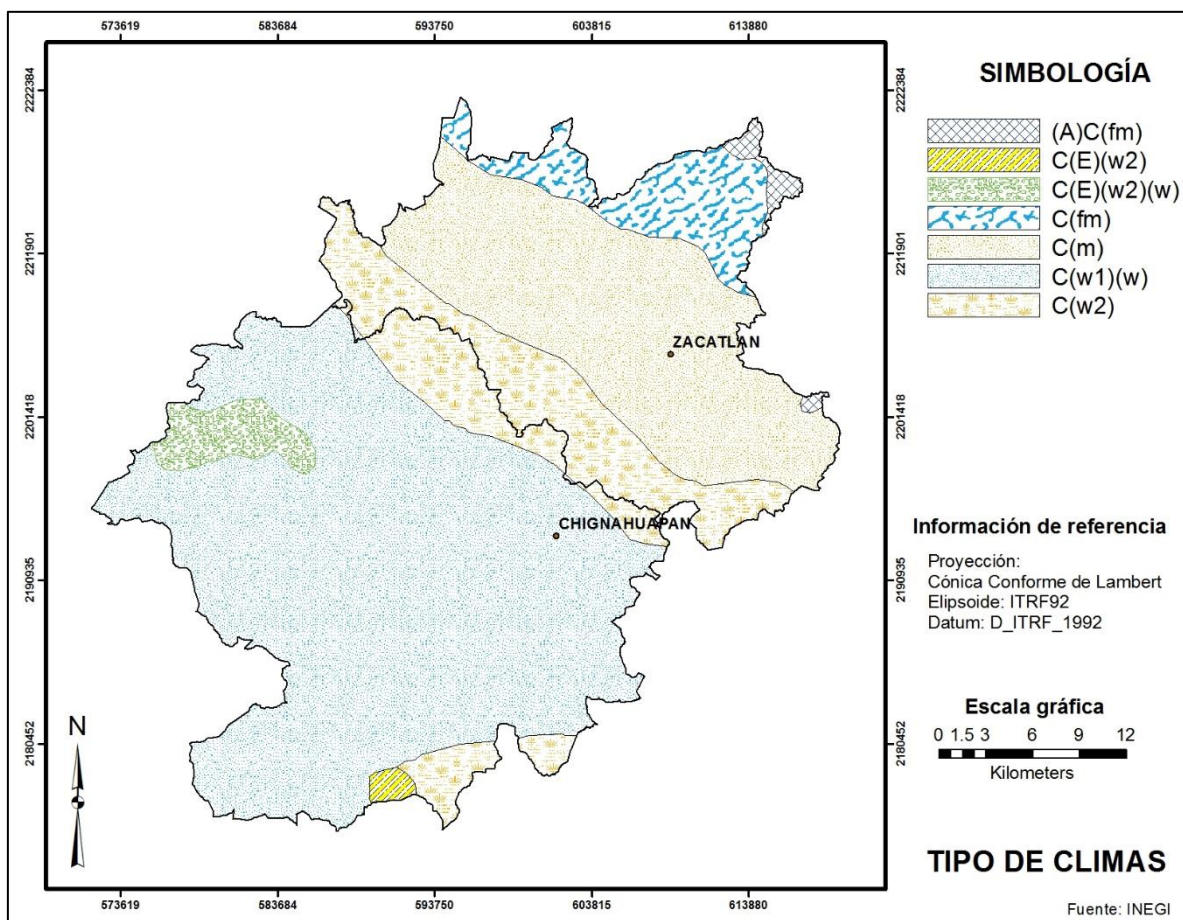 573619 583684 593750 603815 613880
2222384
2211901
2201418
2190935
2180452
ZACATLAN
CHIGNAHUAPAN
N
2222384
2211901
2201418
2190935
2180452
573619 583684 593750 603815 613880
SIMBOLOGÍA
(A)C(fm)
C(E)(w2)
C(E)(w2)(w)
C(fm)
C(m)
C(w1)(w)
C(w2)
Información de referencia
Proyección:
Cónica Conforme de Lambert
Elipsoide: ITRF92
Datum: D_ITRF_1992
Escala gráfica
0 1.5 3 6 9 12
Kilometers
TIPO DE CLIMAS
Fuente: INEGI